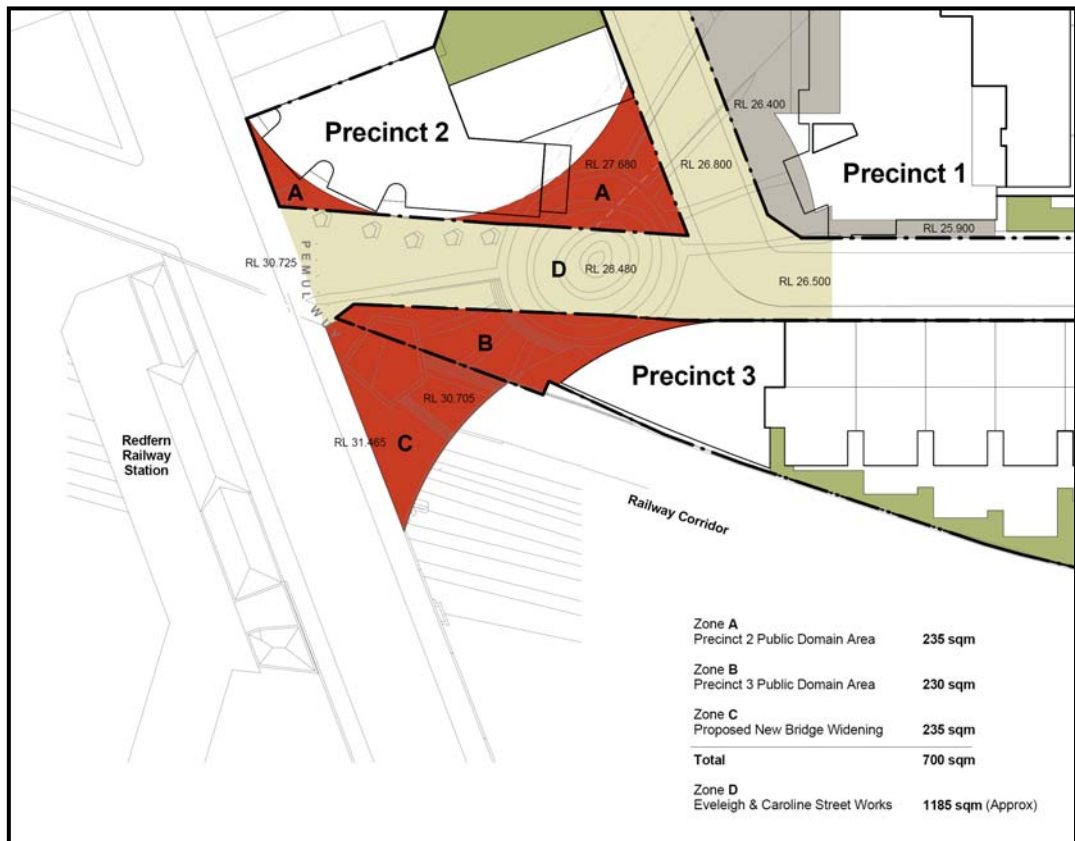 Precinct 2
RL 26.400
A
RL 27.680
A
RL 26.800
Precinct 1
RL 25.900
RL 30.725
D
RL 28.480
RL 26.500
PEMULWU
B
Precinct 3
RL 30.705
RL 31.465
C
Redfern
Railway
Station
Railway Corridor
Zone A
Precinct 2 Public Domain Area 235 sqm
Zone B
Precinct 3 Public Domain Area 230 sqm
Zone C
Proposed New Bridge Widening 235 sqm
Total 700 sqm
Zone D
Eveleigh & Caroline Street Works 1185 sqm (Approx)